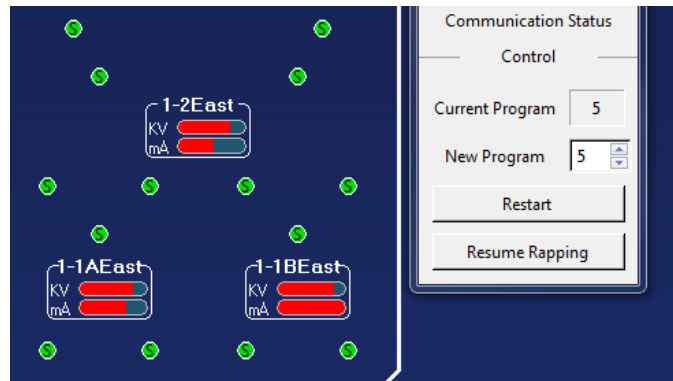 S S
S S
1-2East
KV
mA
S S S S
S S
1-1AEast 1-1BEast
KV KV
mA mA
S S S S
Communication Status
Control
Current Program 5
New Program 5
Restart
Resume Rapping